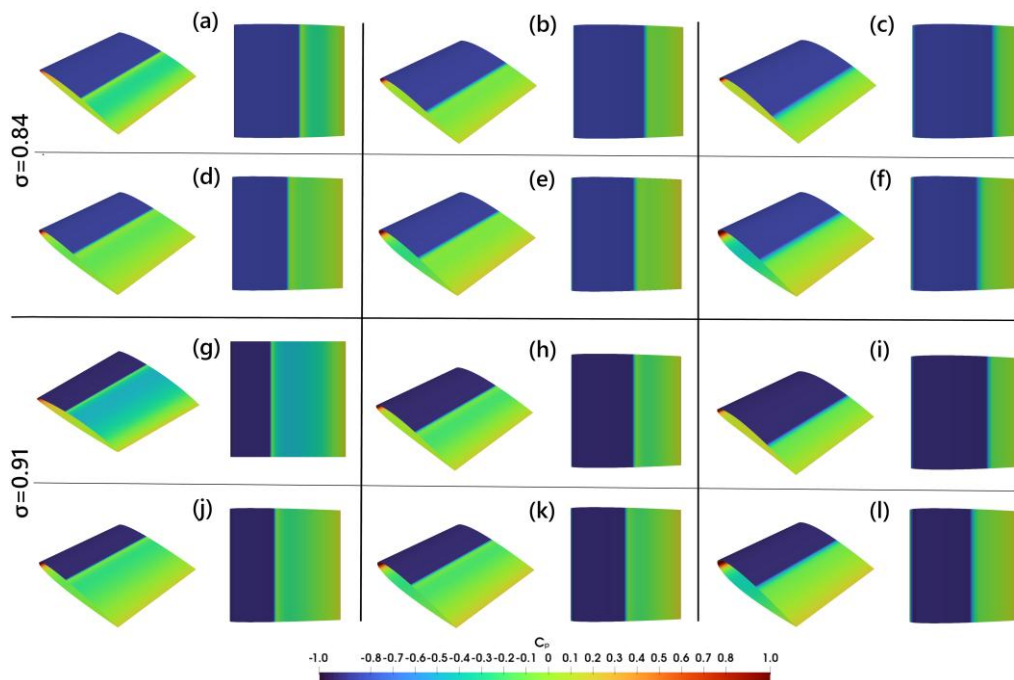 (a) (b) (c)
σ=0.84
(d) (e) (f)
(g) (h) (i)
σ=0.91
(j) (k) (l)
Cp
-1.0 -0.8 -0.7 -0.6 -0.5 -0.4 -0.3 -0.2 -0.1 0 0.1 0.2 0.3 0.4 0.5 0.6 0.7 0.8 1.0